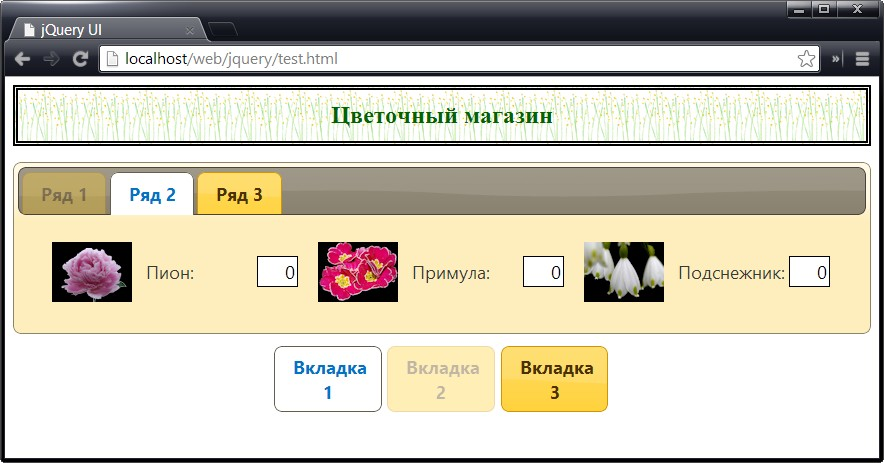 jQuery UI
localhost/web/jquery/test.html
Цветочный магазин
Ряд 1 Ряд 2 Ряд 3
Пион: 0 Примула: 0 Подснежник: 0
Вкладка Вкладка Вкладка
1 2 3